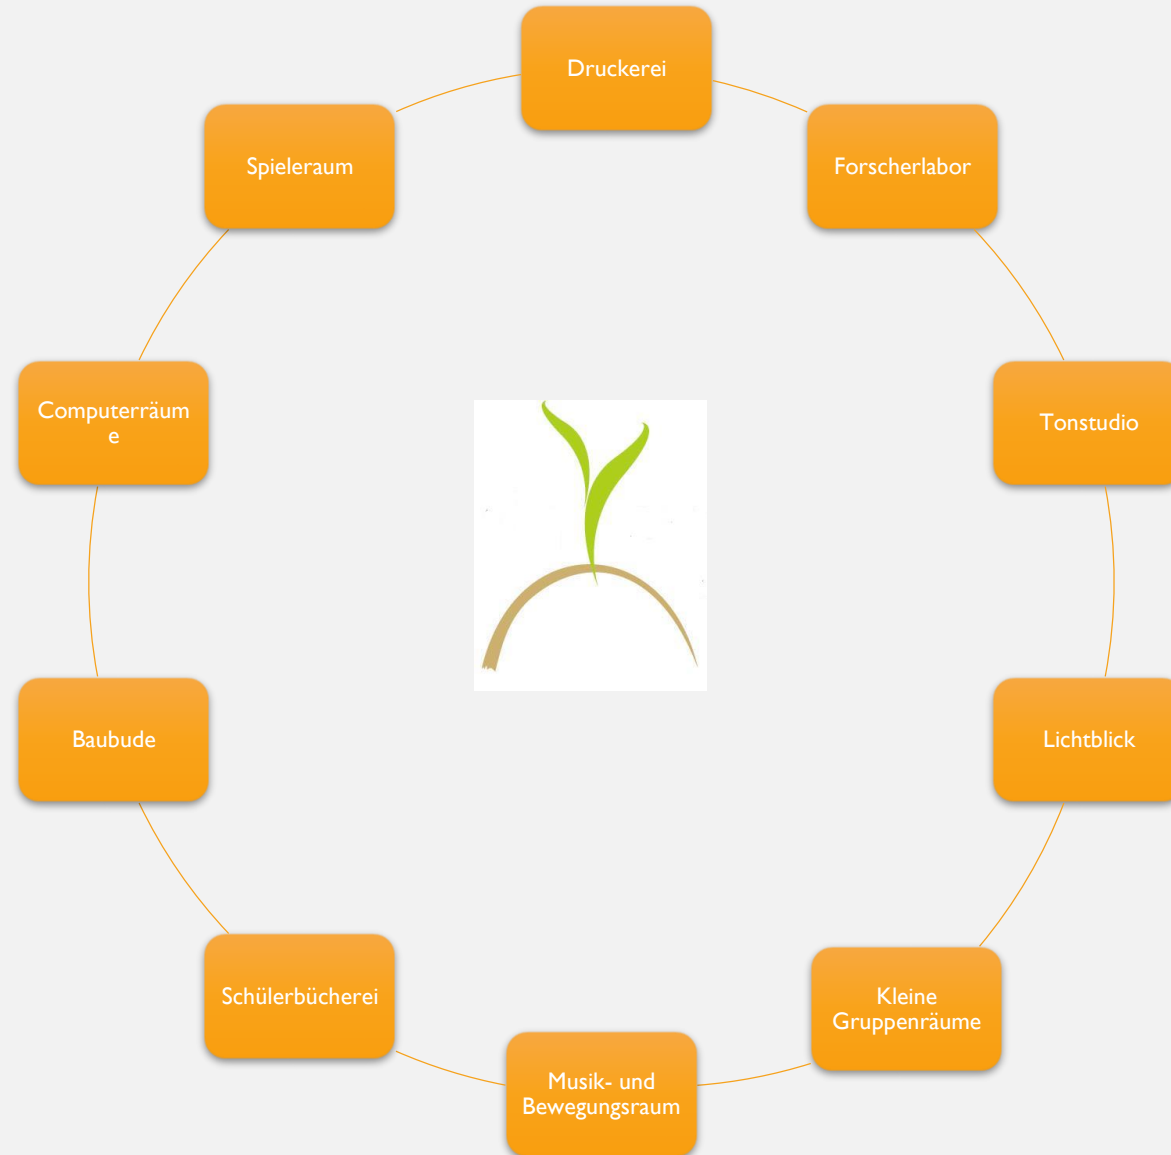 Druckerei
Forscherlabor
Tonstudio
Lichtblick
Kleine
Gruppenräume
Musik- und
Bewegungsraum
Schülerbücherei
Baubude
Computerräum
e
Spieleraum